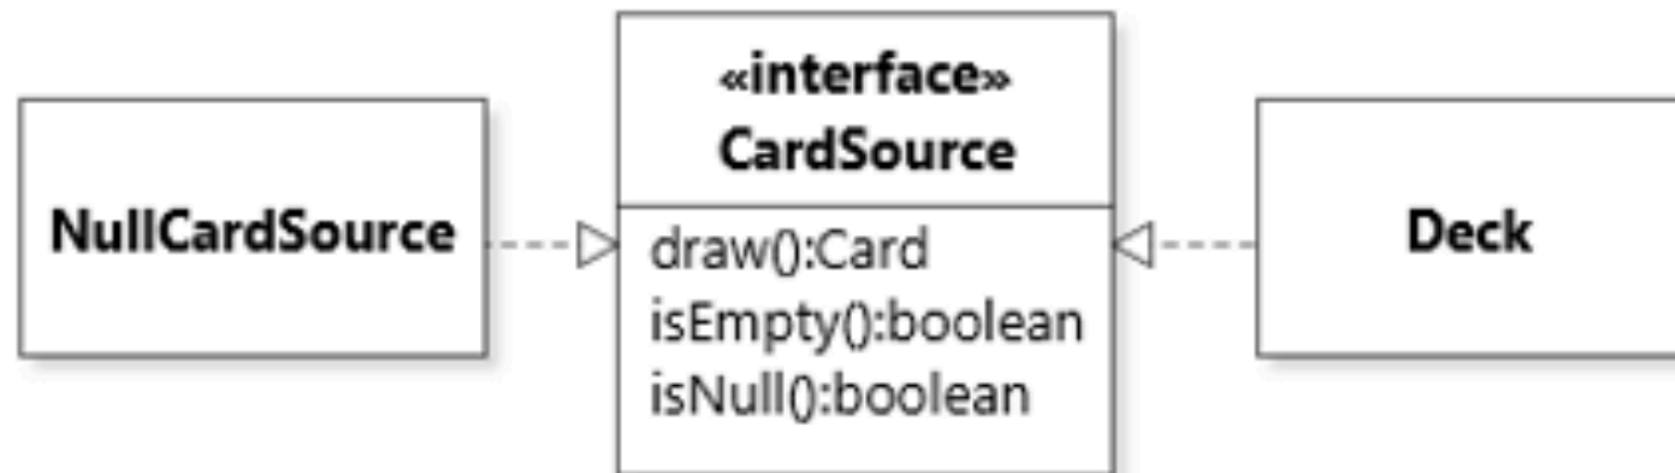 NullCardSource
«interface»
CardSource
draw():Card
isEmpty():boolean
isNull():boolean
Deck